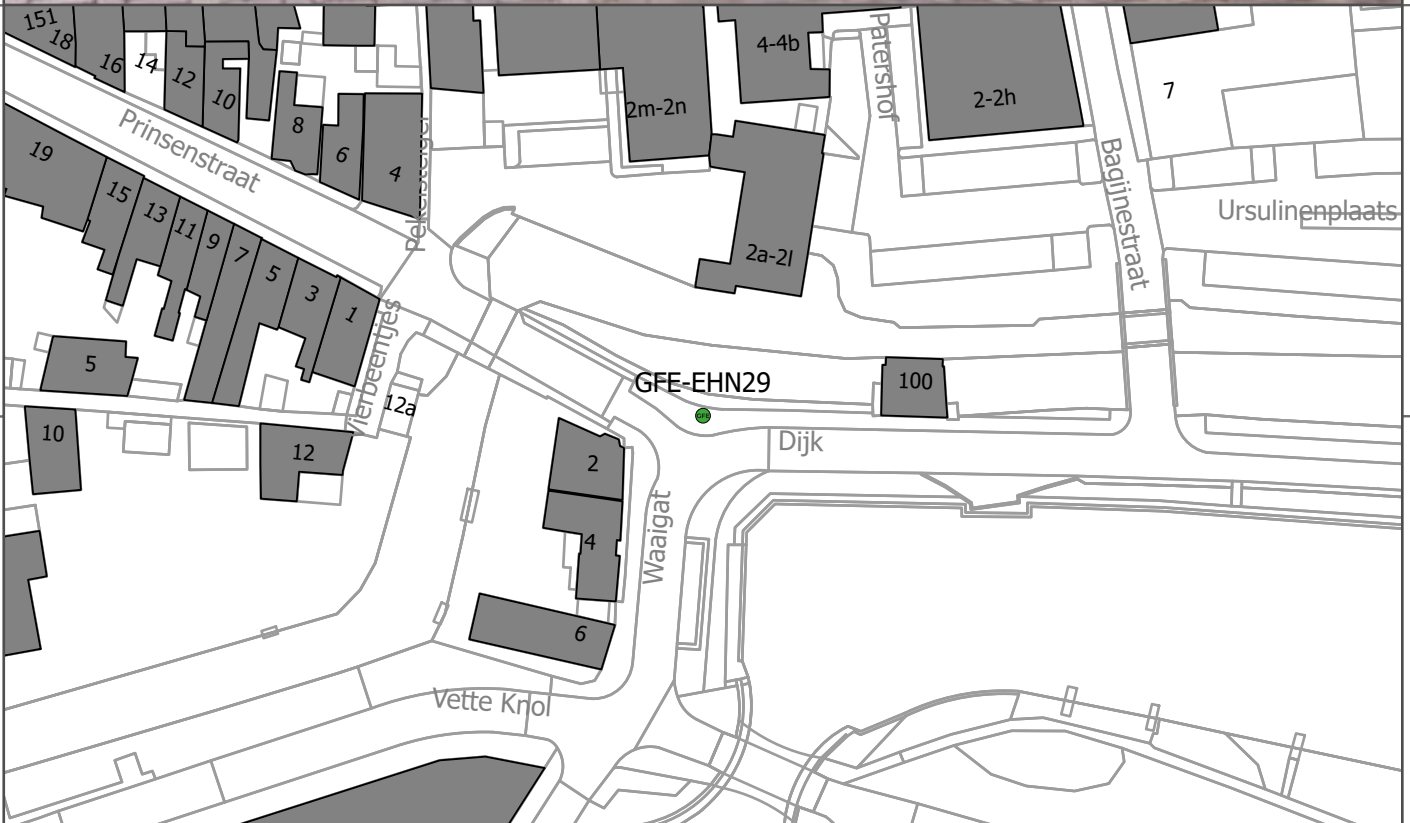 151
18
16
14
12
10
8
6
4
Prinsenstraat
Pelkelsteiger
2m-2n
4-4b
Patershof
2-2h
7
Bagijnestraat
Ursulinenplaats
19
15
13
11
9
7
5
3
1
2a-2l
5
Vierbeentjes
12a
GFE-EHN29
GFE
100
Dijk
10
12
2
4
6
Waaigat
Vette Knol